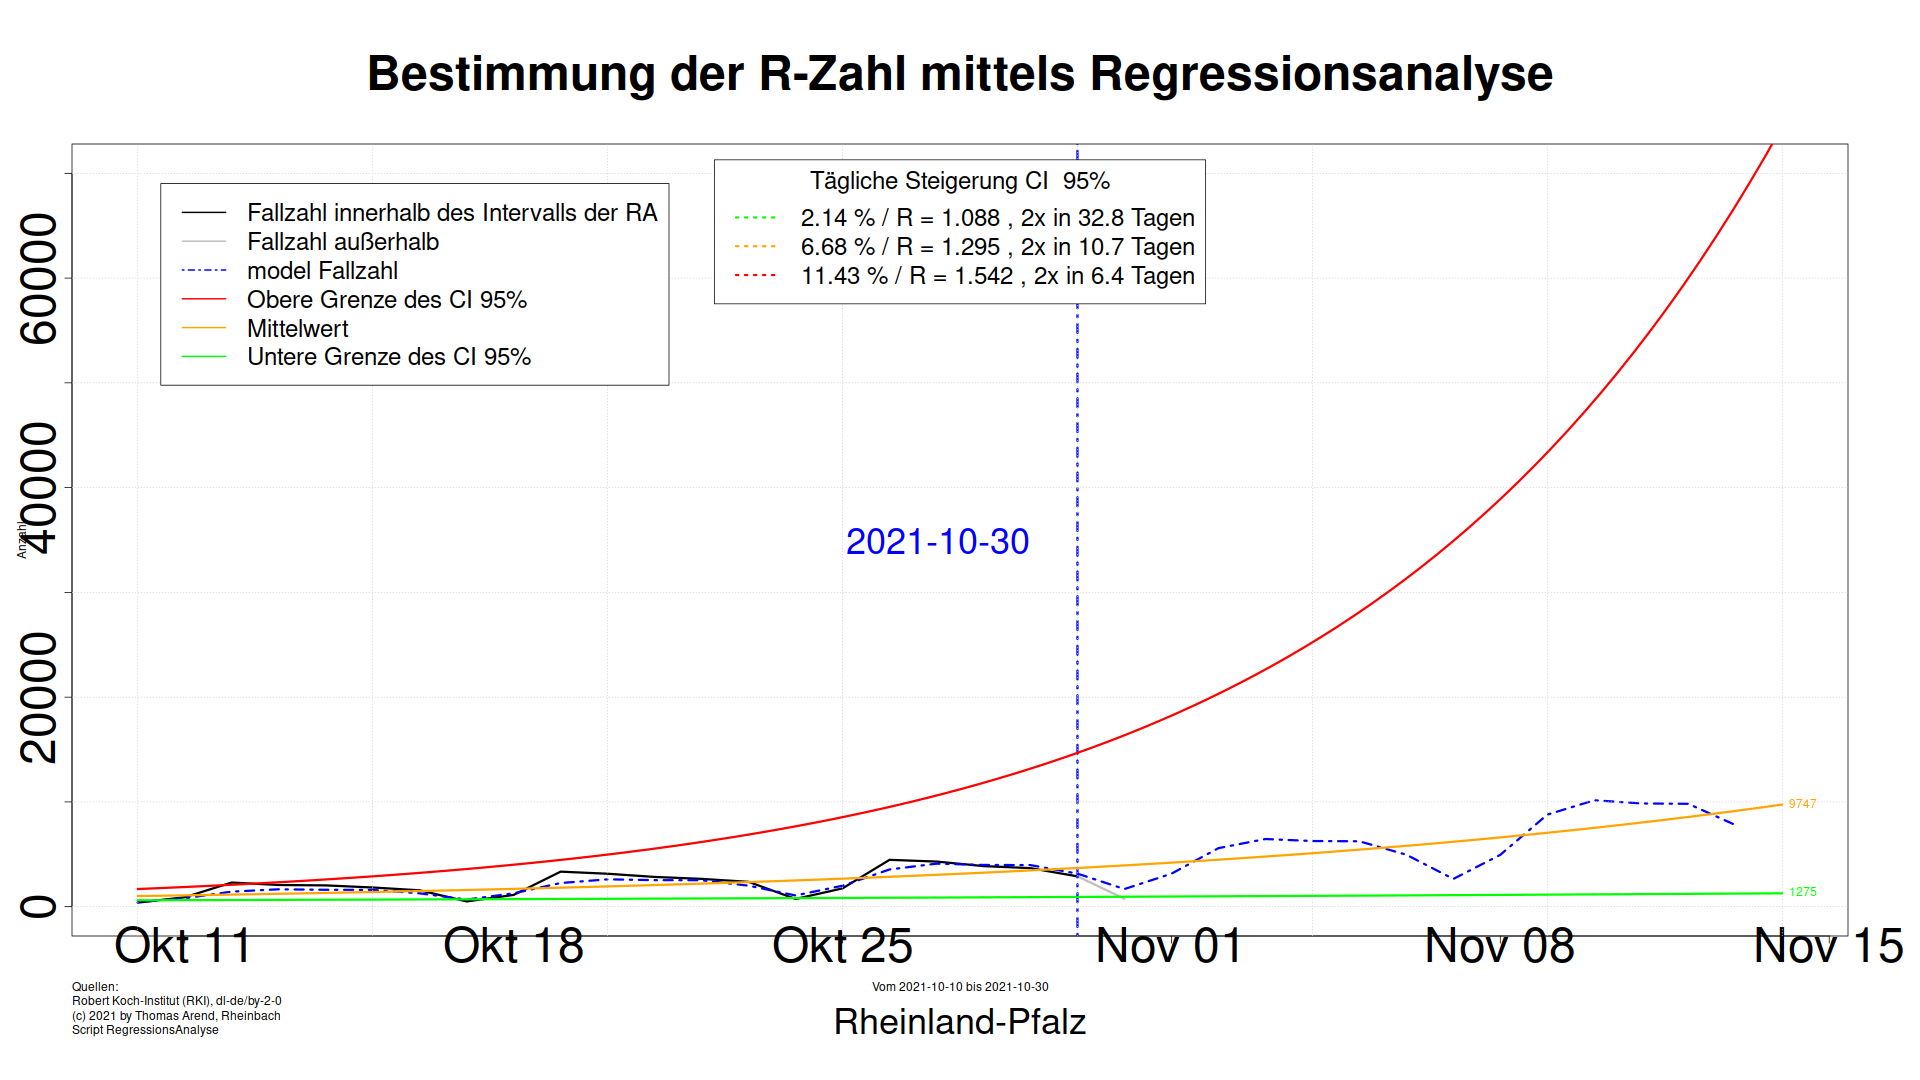 Bestimmung der R-Zahl mittels Regressionsanalyse
Fallzahl innerhalb des Intervalls der RA
Fallzahl außerhalb
model Fallzahl
Obere Grenze des CI 95%
Mittelwert
Untere Grenze des CI 95%
Tägliche Steigerung CI  95%
2.14 % / R = 1.088 , 2x in 32.8 Tagen
6.68 % / R = 1.295 , 2x in 10.7 Tagen
11.43 % / R = 1.542 , 2x in 6.4 Tagen
60000
40000
20000
0
Anzahl
2021-10-30
9747
1275
Okt 11
Okt 18
Okt 25
Nov 01
Nov 08
Nov 15
Quellen:
Robert Koch-Institut (RKI), dl-de/by-2-0
(c) 2021 by Thomas Arend, Rheinbach
Script RegressionsAnalyse
Vom 2021-10-10 bis 2021-10-30
Rheinland-Pfalz